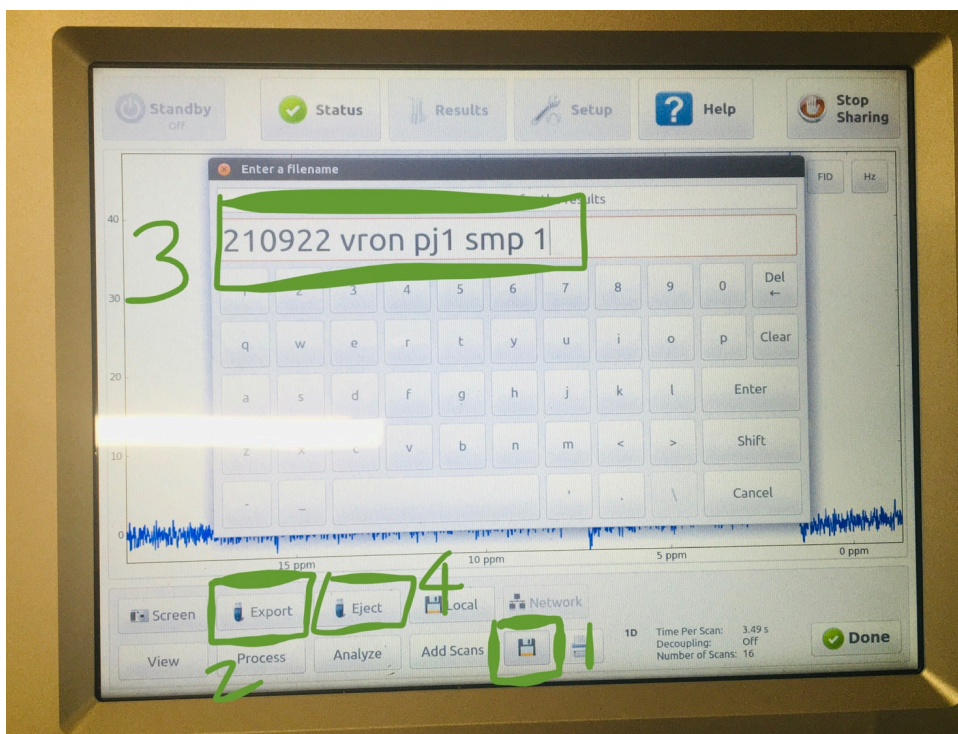 Standby Status Results Setup Help Stop Sharing
OFF
Enter a filename
the results
FID Hz
210922 vron pj1 smp 1
3
40
30
20
10
0
2 3 4 5 6 7 8 9 0 Del ←
q w e r t y u i o p Clear
a s d f g h j k l Enter
z x c v b n m < > Shift
- _ ' . \ Cancel
15 ppm 10 ppm 5 ppm 0 ppm
4
Screen Export Eject Local Network
View Process Analyze Add Scans
2
1
1D Time Per Scan: 3.49 s
Decoupling: Off
Number of Scans: 16
Done